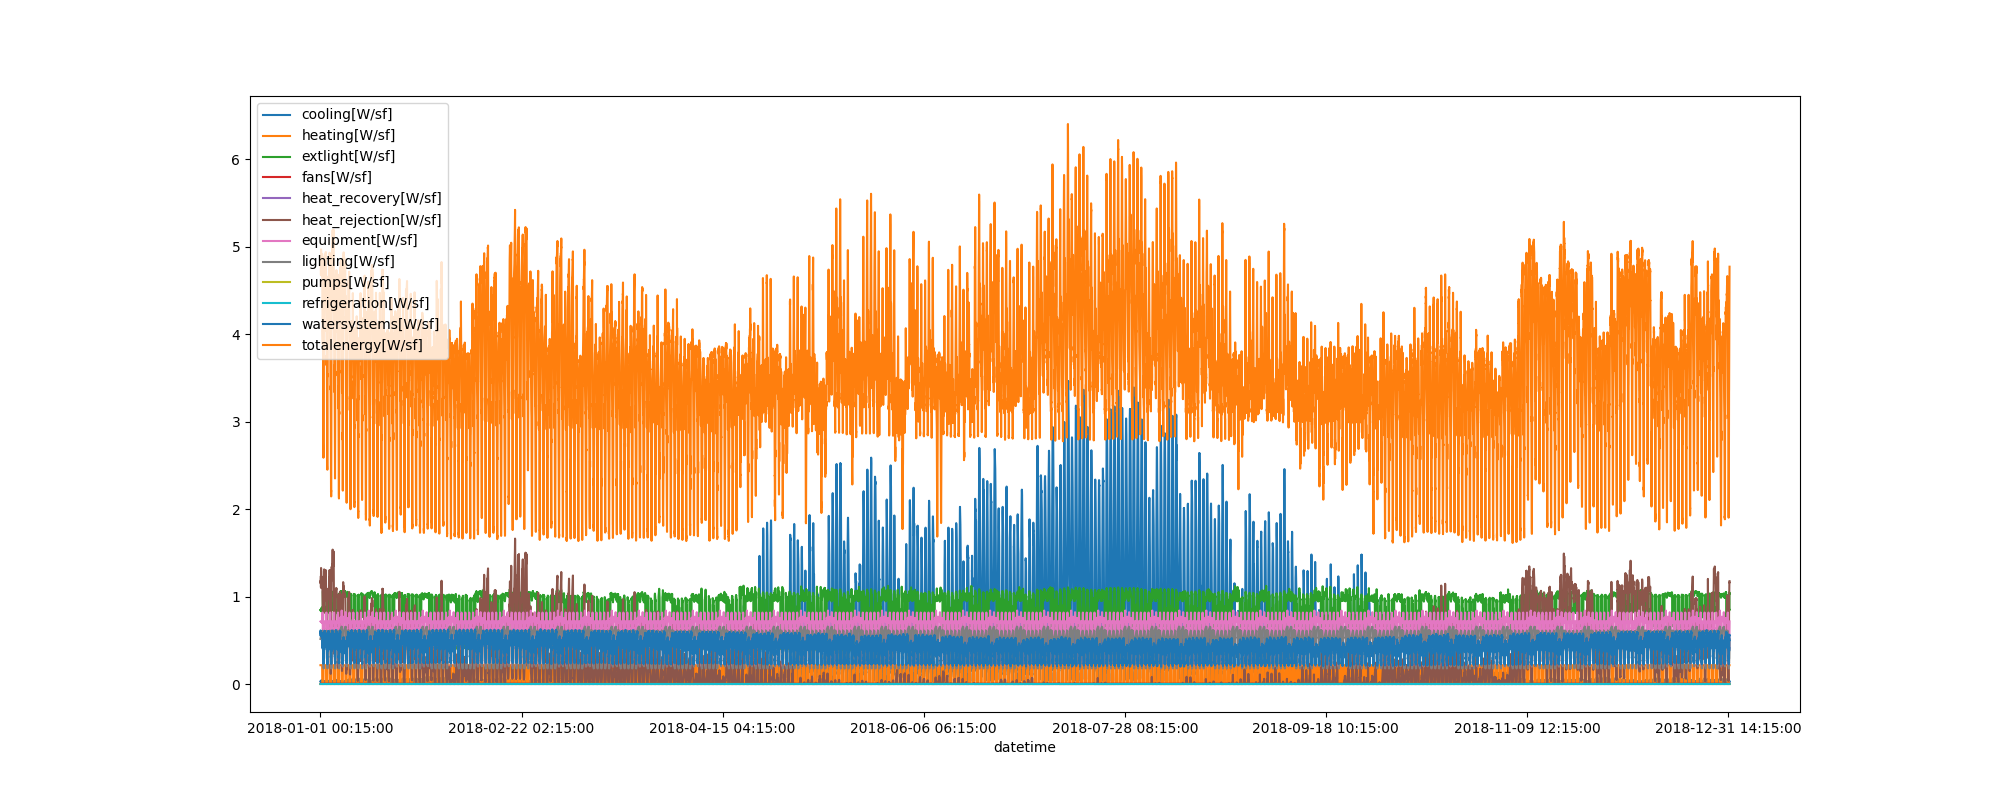 cooling[W/sf]
heating[W/sf]
extlight[W/sf]
fans[W/sf]
heat_recovery[W/sf]
heat_rejection[W/sf]
equipment[W/sf]
lighting[W/sf]
pumps[W/sf]
refrigeration[W/sf]
watersystems[W/sf]
totalenergy[W/sf]
6
5
4
3
2
1
0
2018-01-01 00:15:00 2018-02-22 02:15:00 2018-04-15 04:15:00 2018-06-06 06:15:00 2018-07-28 08:15:00 2018-09-18 10:15:00 2018-11-09 12:15:00 2018-12-31 14:15:00
datetime